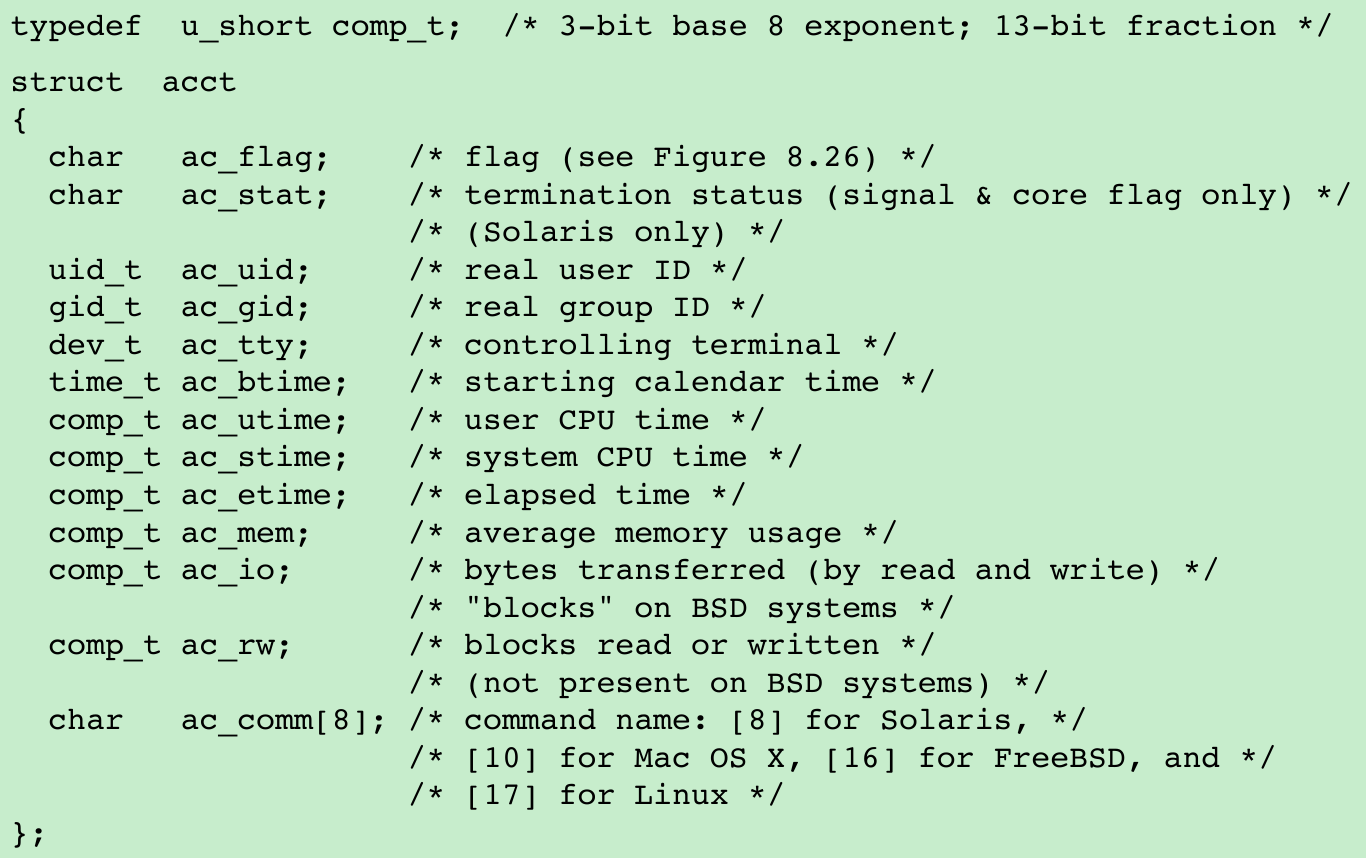 typedef  u_short comp_t;  /* 3-bit base 8 exponent; 13-bit fraction */
struct  acct
{
  char   ac_flag;    /* flag (see Figure 8.26) */
  char   ac_stat;    /* termination status (signal & core flag only) */
                     /* (Solaris only) */
  uid_t  ac_uid;     /* real user ID */
  gid_t  ac_gid;     /* real group ID */
  dev_t  ac_tty;     /* controlling terminal */
  time_t ac_btime;   /* starting calendar time */
  comp_t ac_utime;   /* user CPU time */
  comp_t ac_stime;   /* system CPU time */
  comp_t ac_etime;   /* elapsed time */
  comp_t ac_mem;     /* average memory usage */
  comp_t ac_io;      /* bytes transferred (by read and write) */
                     /* "blocks" on BSD systems */
  comp_t ac_rw;      /* blocks read or written */
                     /* (not present on BSD systems) */
  char   ac_comm[8]; /* command name: [8] for Solaris, */
                     /* [10] for Mac OS X, [16] for FreeBSD, and */
                     /* [17] for Linux */
};